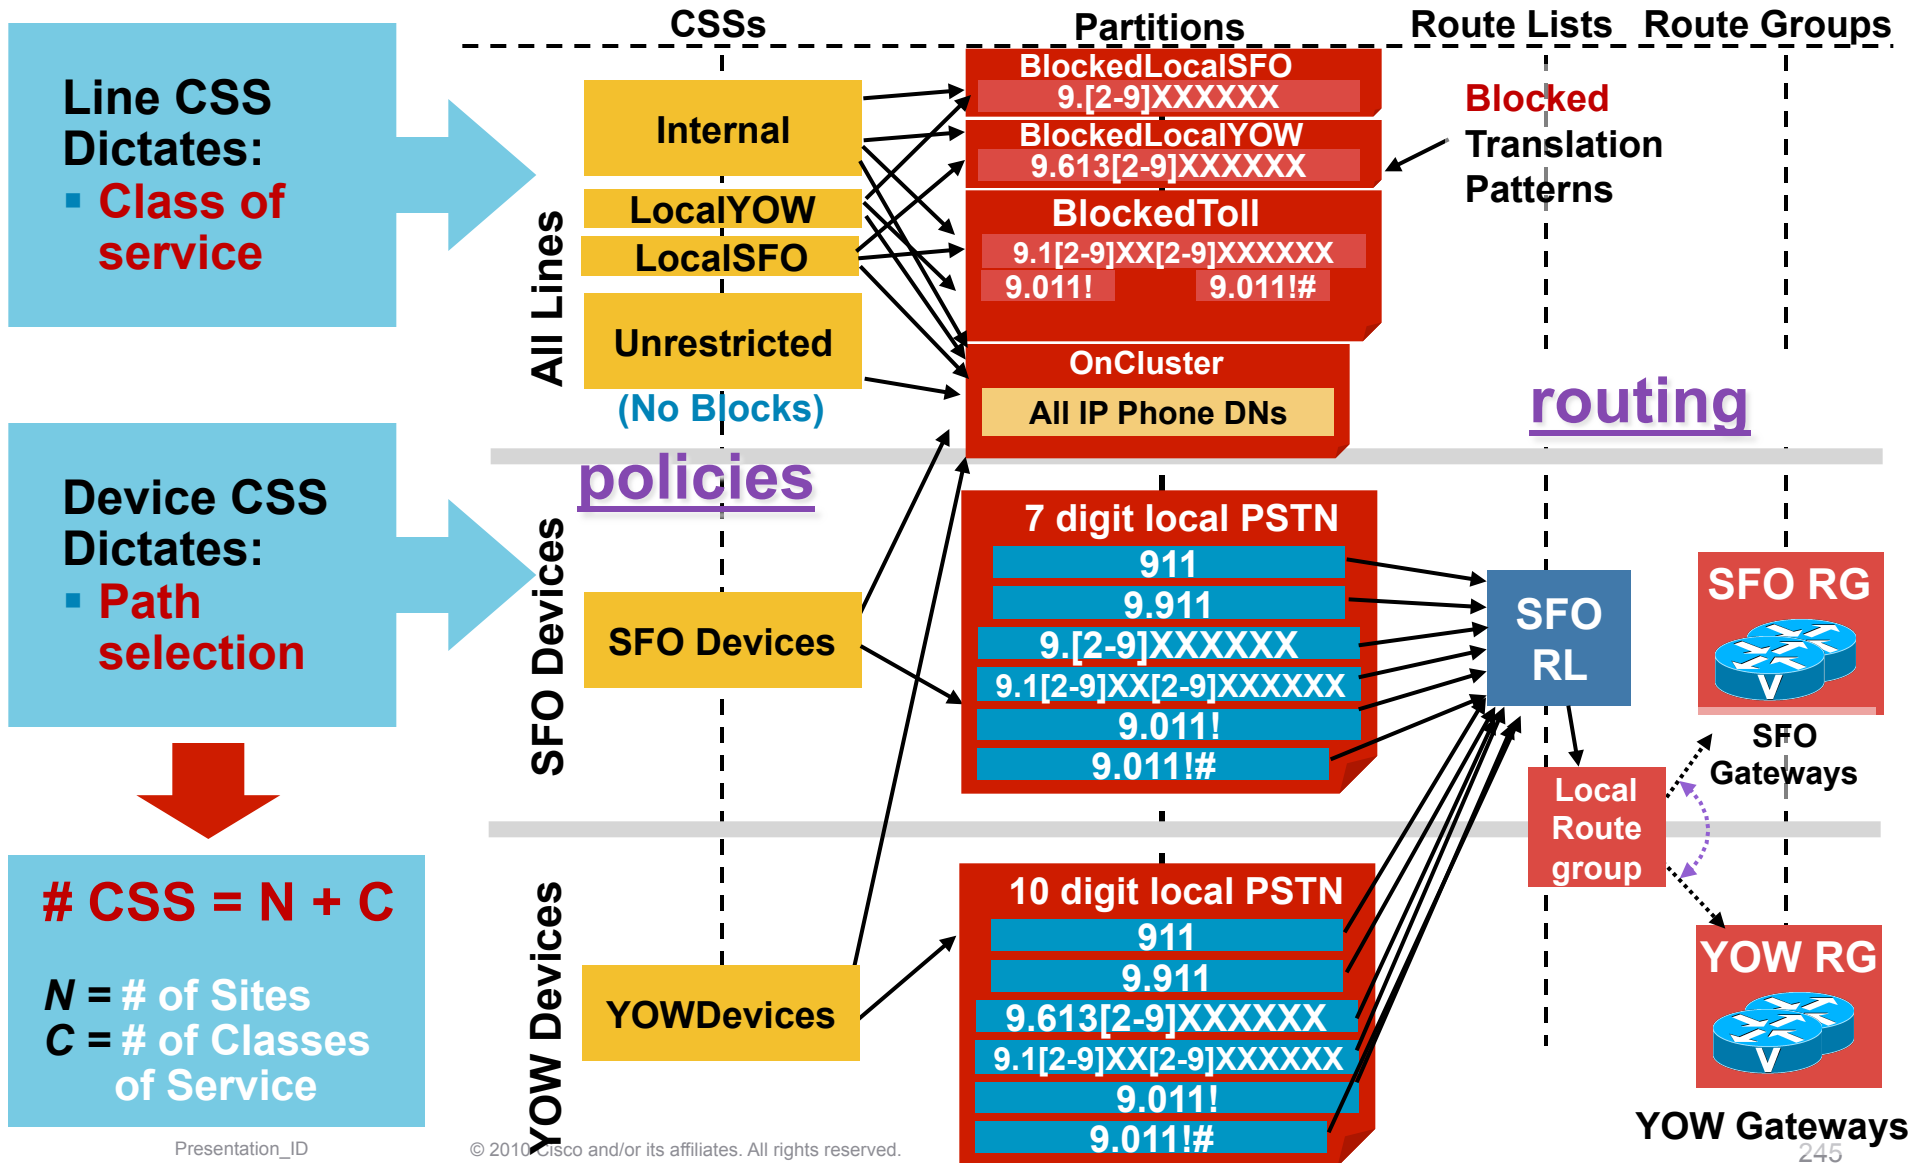 CSSs
Partitions
Route Lists
Route Groups
Line CSS
Dictates:
▪ Class of
service
All Lines
Internal
LocalYOW
LocalSFO
Unrestricted
(No Blocks)
BlockedLocalSFO
9.[2-9]XXXXXX
BlockedLocalYOW
9.613[2-9]XXXXXX
BlockedToll
9.1[2-9]XX[2-9]XXXXXX
9.011!
9.011!#
OnCluster
All IP Phone DNs
Blocked
Translation
Patterns
routing
policies
Device CSS
Dictates:
▪ Path
selection
SFO Devices
SFO Devices
7 digit local PSTN
911
9.911
9.[2-9]XXXXXX
9.1[2-9]XX[2-9]XXXXXX
9.011!
9.011!#
SFO
RL
SFO RG
V
SFO
Gateways
Local
Route
group
# CSS = N + C
N = # of Sites
C = # of Classes
of Service
YOW Devices
YOWDevices
10 digit local PSTN
911
9.911
9.613[2-9]XXXXXX
9.1[2-9]XX[2-9]XXXXXX
9.011!
9.011!#
YOW RG
V
YOW Gateways
Presentation_ID
© 2010 Cisco and/or its affiliates. All rights reserved.
245